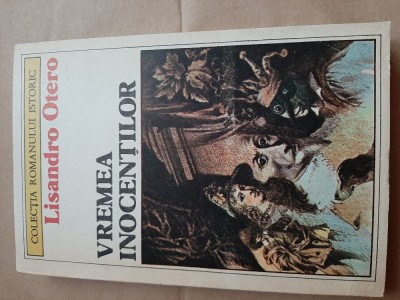 COLECȚIA ROMANULUI ISTORIC
Lisandro Otero
VREMEA
INOCENȚILOR